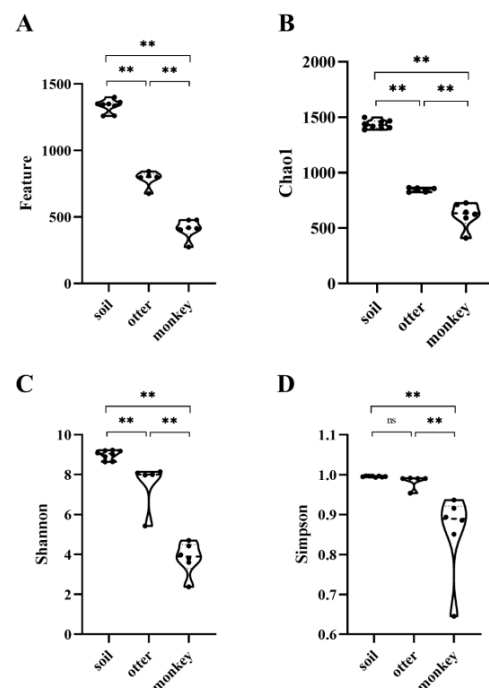 A
**
**
**
Feature
1500
1000
500
0
soil
otter
monkey
B
**
**
**
Chao1
2000
1500
1000
500
0
soil
otter
monkey
C
**
**
**
Shannon
10
8
6
4
2
0
soil
otter
monkey
D
**
ns
**
Simpson
1.1
1.0
0.9
0.8
0.7
0.6
soil
otter
monkey